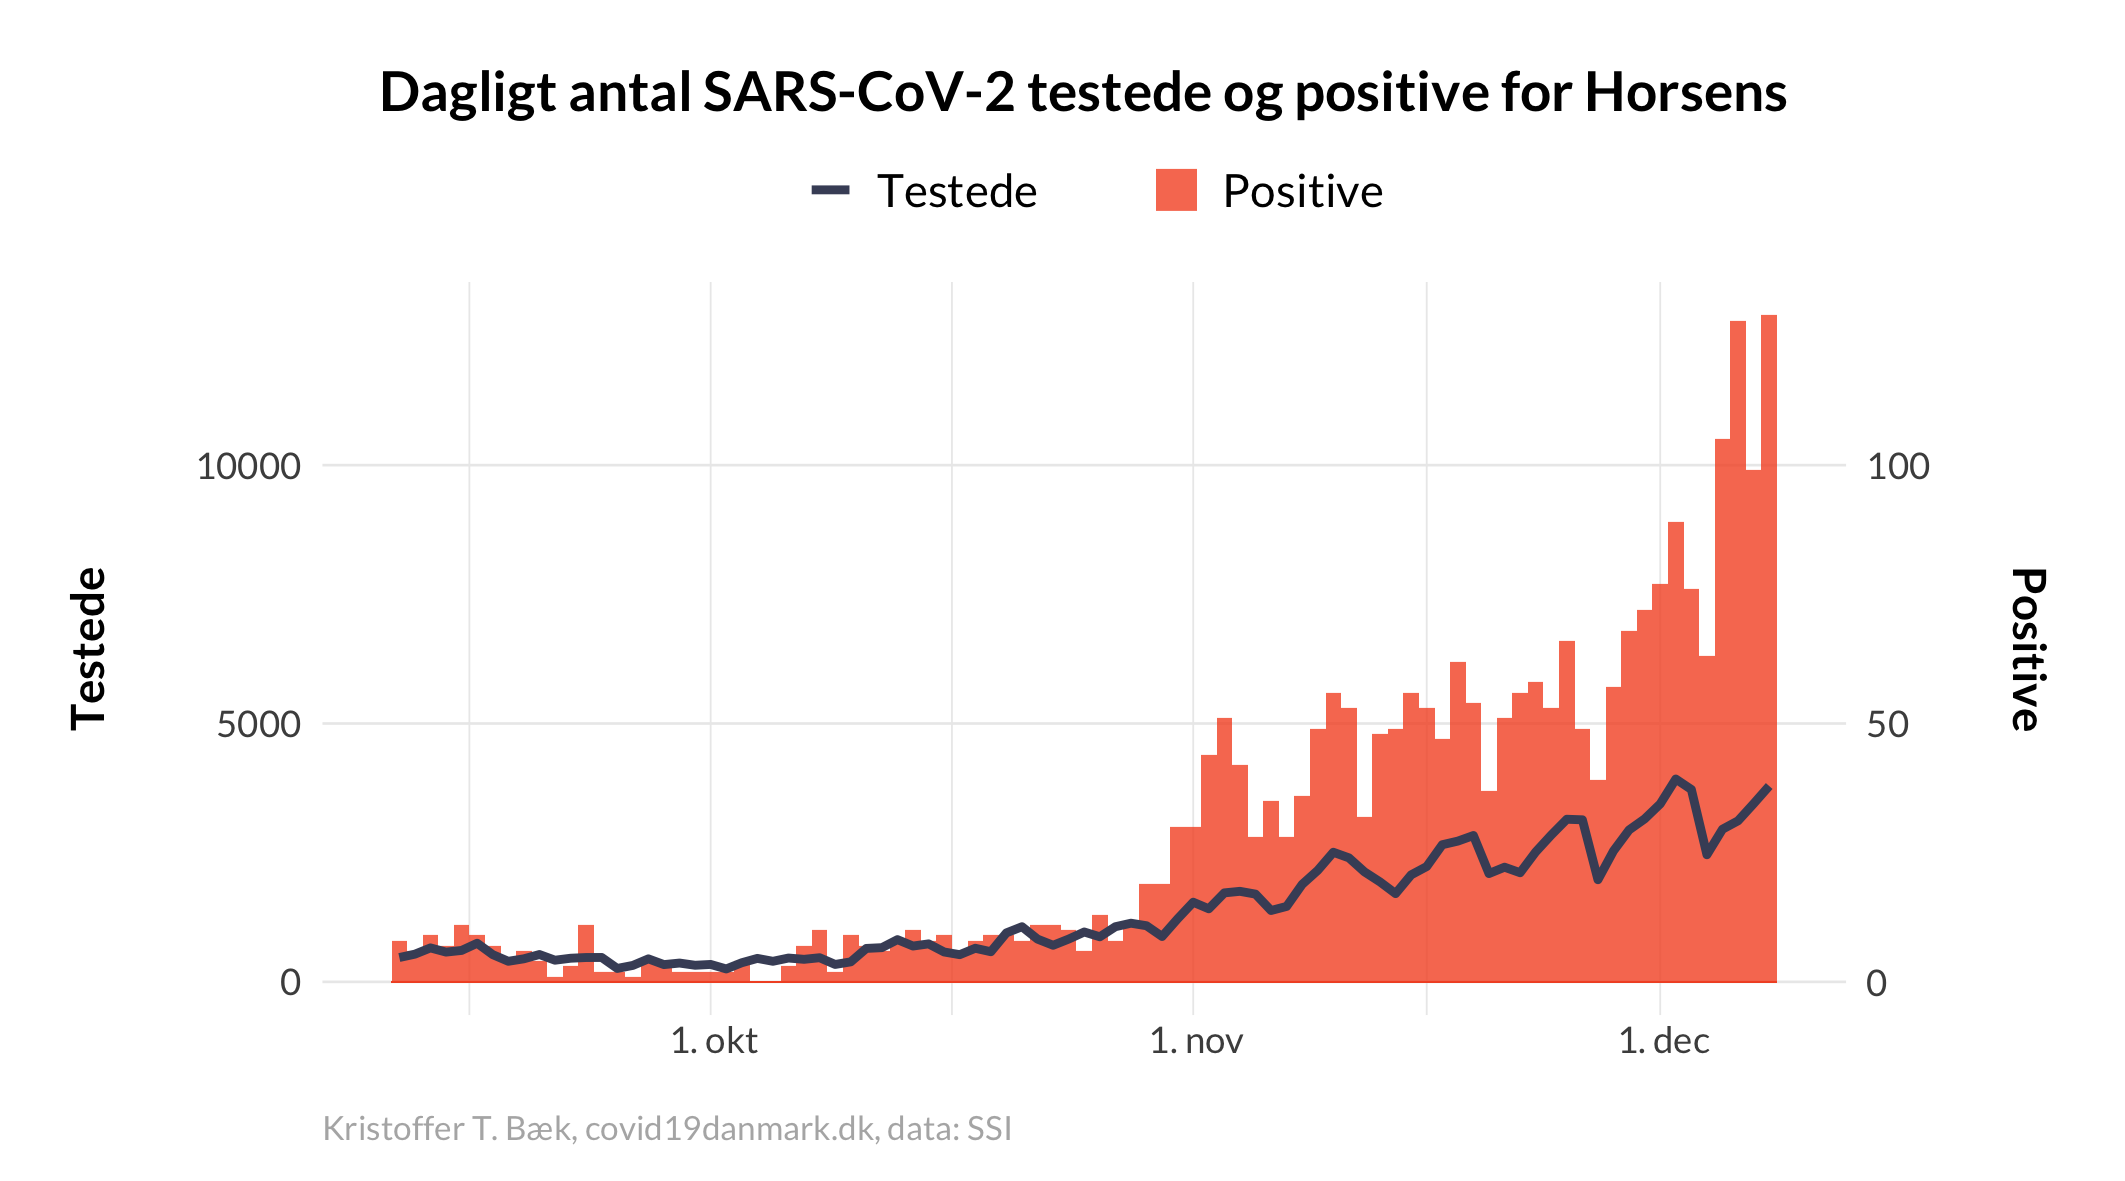 Dagligt antal SARS-CoV-2 testede og positive for Horsens
Testede
Positive
Testede
10000
5000
0
100
50
0
Positive
1. okt
1. nov
1. dec
Kristoffer T. Bæk, covid19danmark.dk, data: SSI